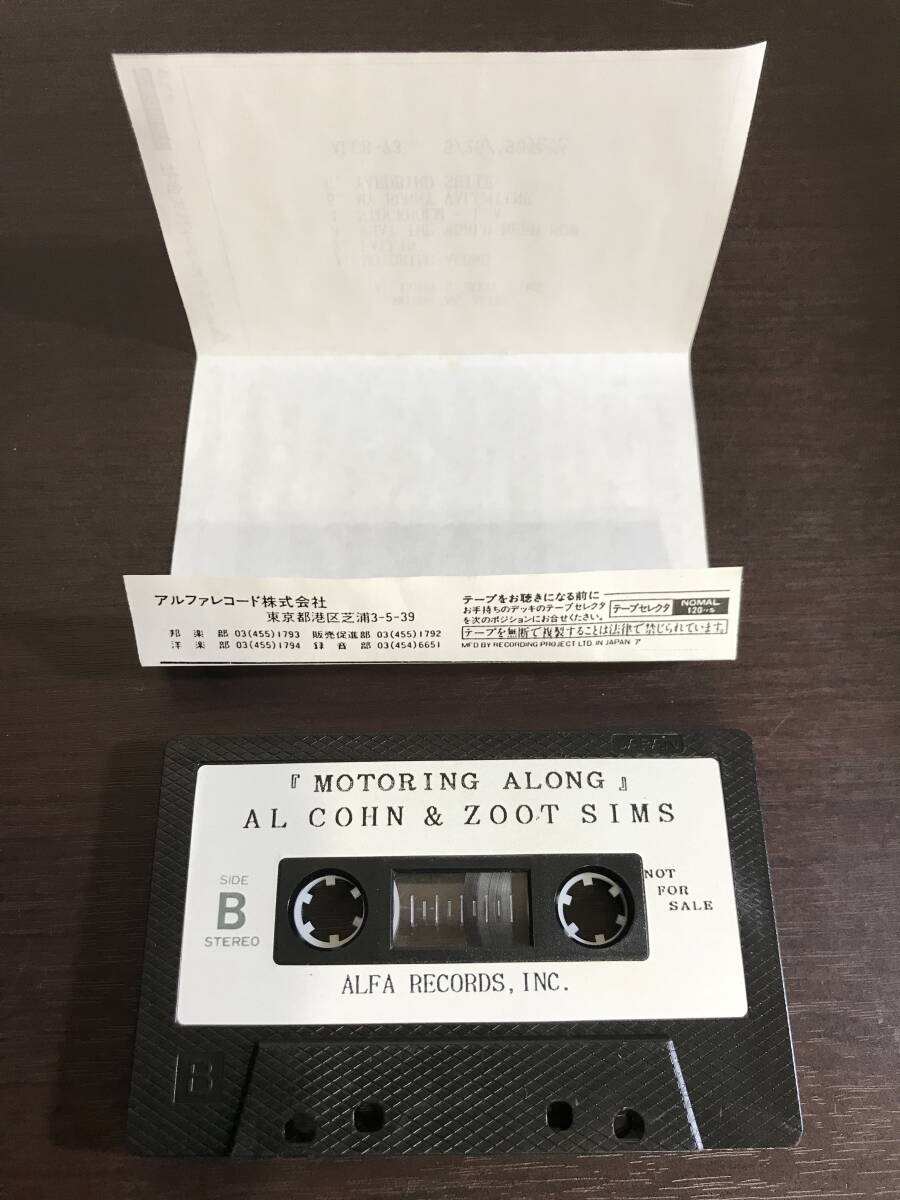 アルファレコード株式会社
東京都港区芝浦3-5-39
邦楽部 03(455)1793 販売促進部 03(455)1792
洋楽部 03(455)1794 録音部 03(454)6651
テープをお聴きになる前に
お手持ちのデッキのテープセレクタ
を次のポジションにお合せください。
テープセレクタ NOMAL 120μs
テープを無断で複製することは法律で禁じられています。
MFD BY RECORDING PROJECT LTD. IN JAPAN ア
JAPAN
『MOTORING ALONG』
AL COHN & ZOOT SIMS
SIDE
B
STEREO
NOT
FOR
SALE
ALFA RECORDS, INC.
B